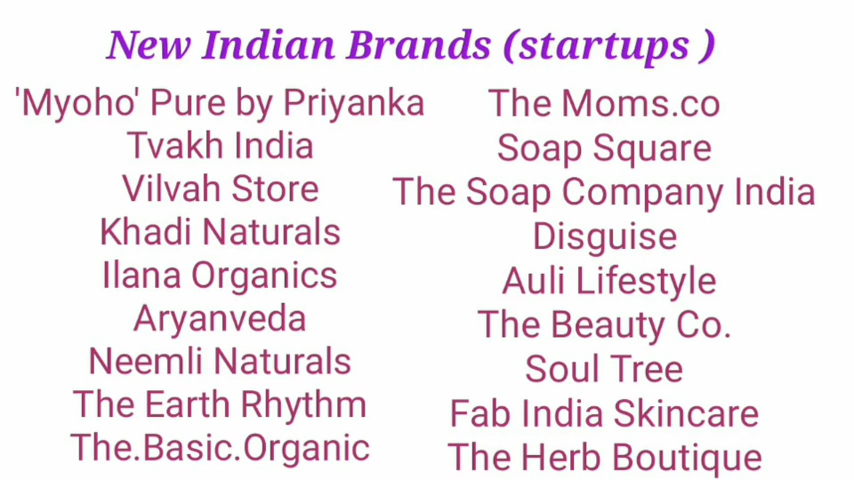 New Indian Brands (startups )
'Myoho' Pure by Priyanka
Tvakh India
Vilvah Store
Khadi Naturals
Ilana Organics
Aryanveda
Neemli Naturals
The Earth Rhythm
The.Basic.Organic
The Moms.co
Soap Square
The Soap Company India
Disguise
Auli Lifestyle
The Beauty Co.
Soul Tree
Fab India Skincare
The Herb Boutique